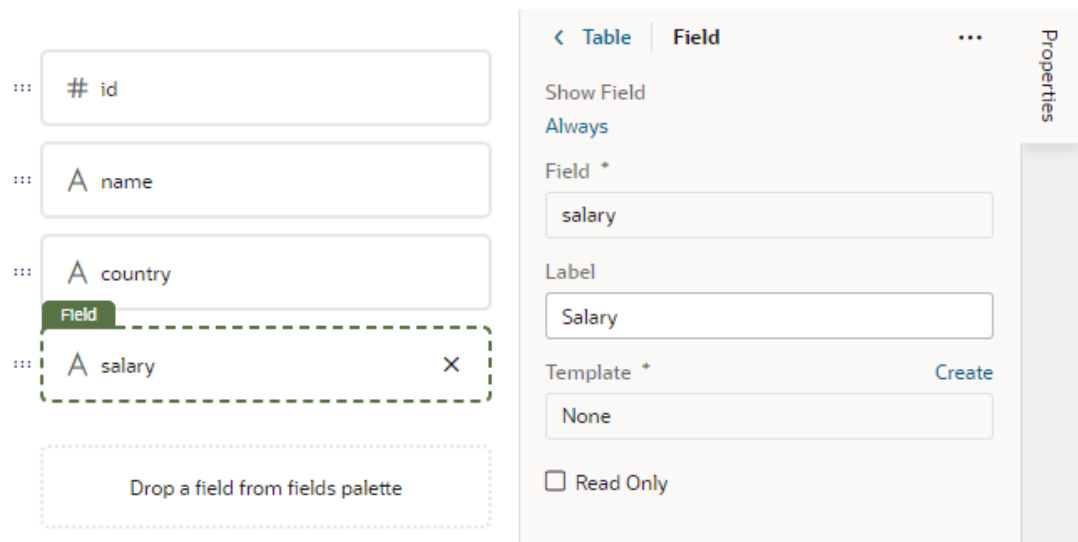 # id
A name
A country
Field
A salary
Drop a field from fields palette
Table
Field
Show Field
Always
Field *
salary
Label
Salary
Template *
Create
None
Read Only
Properties